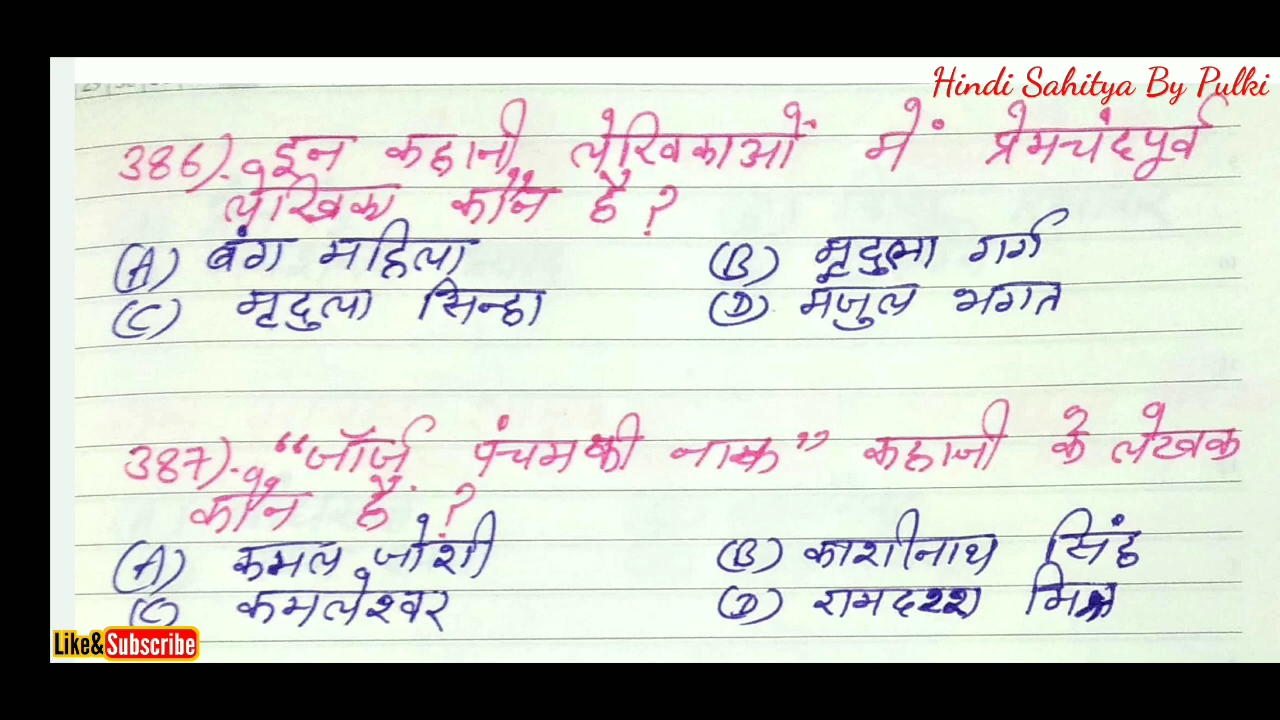 Hindi Sahitya By Pulki
386). इन कहानी लेखिकाओं में प्रेमचंदपूर्व
लेखिका कौन है ?
(A) बंग महिला (B) मृदुला गर्ग
(C) मृदुला सिन्हा (D) मंजुल भगत
387). "जॉर्ज पंचम की नाक" कहानी के लेखक
कौन है ?
(A) कमल जोशी (B) काशीनाथ सिंह
(C) कमलेश्वर (D) रामदरश मिश्र
Like& Subscribe